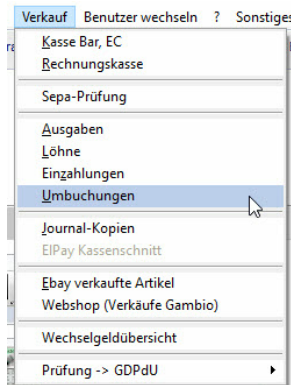 Verkauf Benutzer wechseln ? Sonstiges
Kasse Bar, EC
Rechnungskasse
Sepa-Prüfung
Ausgaben
Löhne
Einzahlungen
Umbuchungen
Journal-Kopien
ElPay Kassenschnitt
Ebay verkaufte Artikel
Webshop (Verkäufe Gambio)
Wechselgeldübersicht
Prüfung -> GDPdU